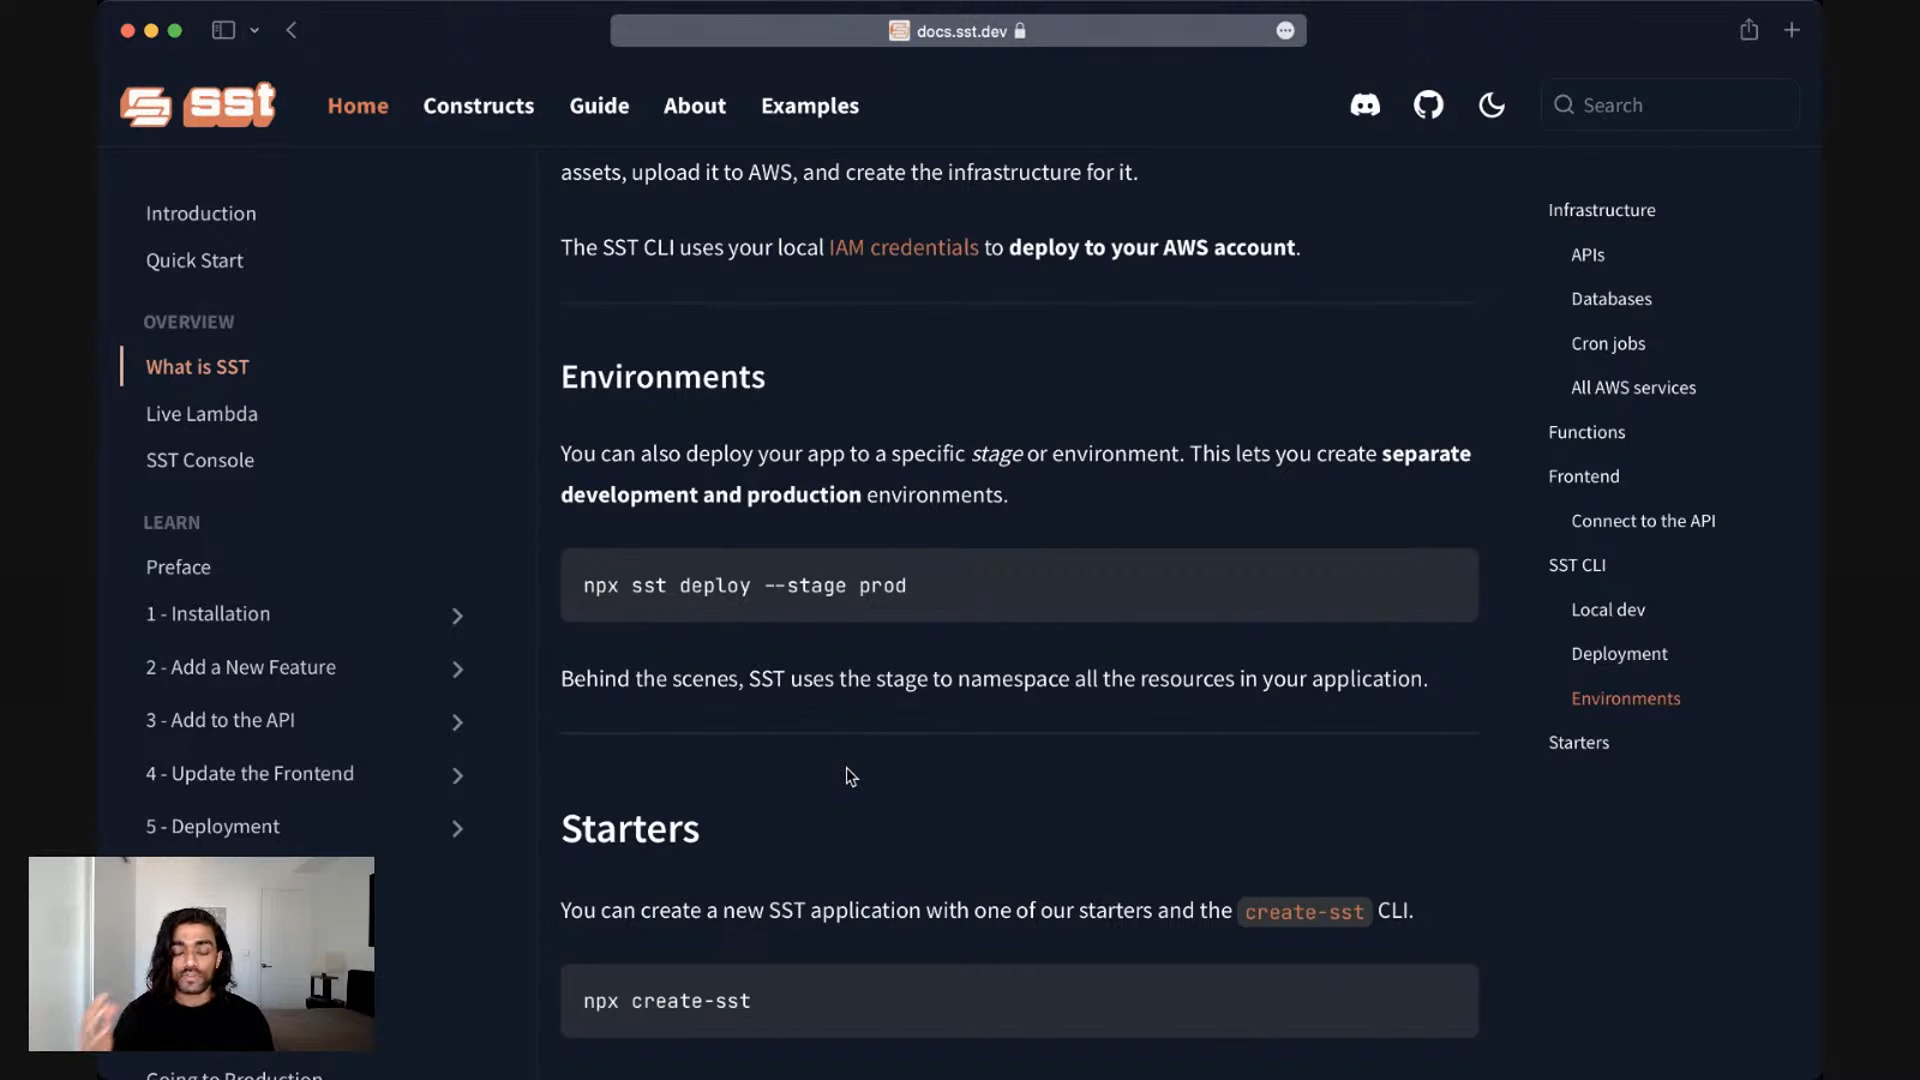 docs.sst.dev
sst
Home
Constructs
Guide
About
Examples
Search
Introduction
Quick Start
OVERVIEW
What is SST
Live Lambda
SST Console
LEARN
Preface
1 - Installation
2 - Add a New Feature
3 - Add to the API
4 - Update the Frontend
5 - Deployment
Going to Production
assets, upload it to AWS, and create the infrastructure for it.
The SST CLI uses your local IAM credentials to deploy to your AWS account.
Environments
You can also deploy your app to a specific stage or environment. This lets you create separate
development and production environments.
npx sst deploy --stage prod
Behind the scenes, SST uses the stage to namespace all the resources in your application.
Starters
You can create a new SST application with one of our starters and the create-sst CLI.
npx create-sst
Infrastructure
APIs
Databases
Cron jobs
All AWS services
Functions
Frontend
Connect to the API
SST CLI
Local dev
Deployment
Environments
Starters